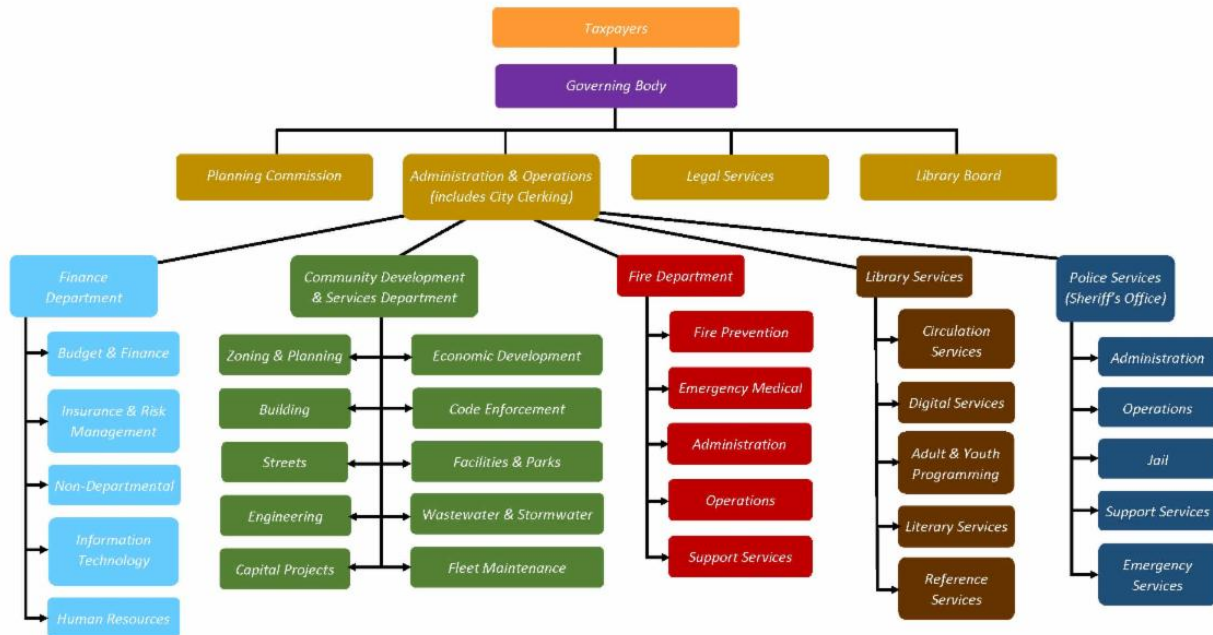 Taxpayers
Governing Body
Planning Commission
Administration & Operations
(includes City Clerking)
Legal Services
Library Board
Finance
Department
Budget & Finance
Insurance & Risk
Management
Non-Departmental
Information
Technology
Human Resources
Community Development
& Services Department
Zoning & Planning
Economic Development
Building
Code Enforcement
Streets
Facilities & Parks
Engineering
Wastewater & Stormwater
Capital Projects
Fleet Maintenance
Fire Department
Fire Prevention
Emergency Medical
Administration
Operations
Support Services
Library Services
Circulation
Services
Digital Services
Adult & Youth
Programming
Literary Services
Reference
Services
Police Services
(Sheriff's Office)
Administration
Operations
Jail
Support Services
Emergency
Services